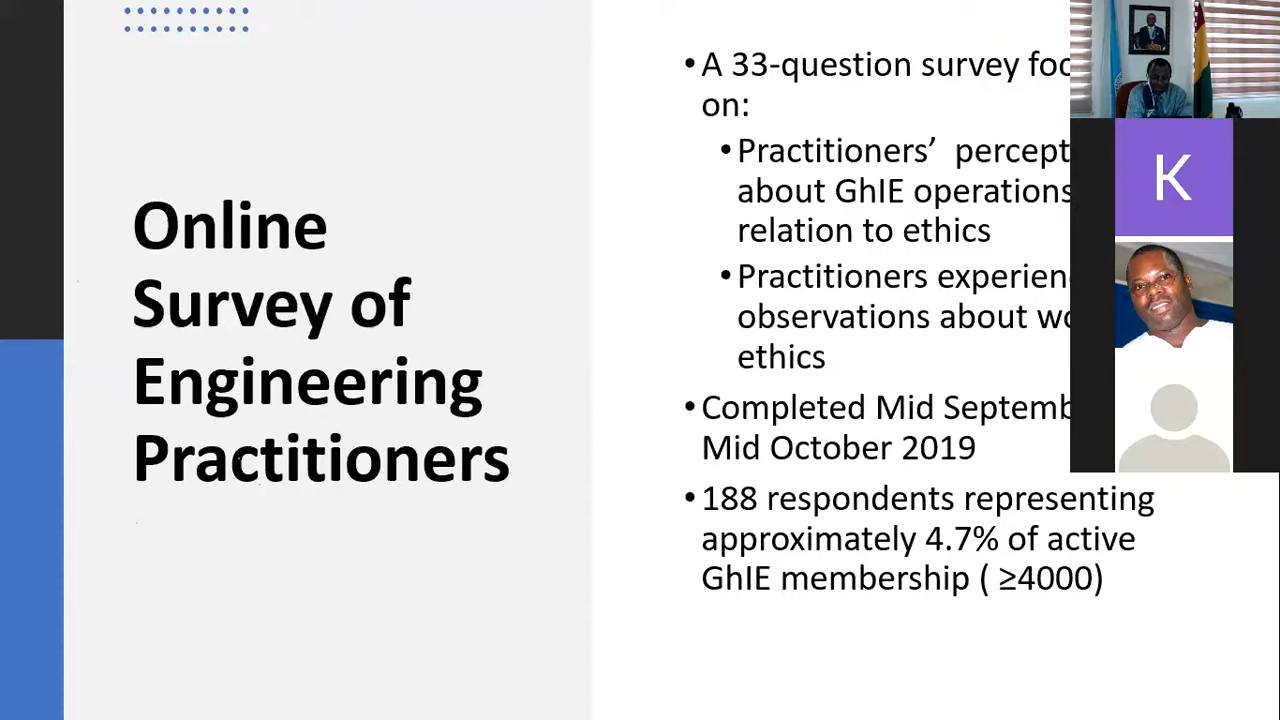 Online
Survey of
Engineering
Practitioners
• A 33-question survey
on:
• Practitioners’ 
about GhIE operations
relation to ethics
• Practitioners
observations about
ethics
• Completed Mid
Mid October 2019
• 188 respondents representing
approximately 4.7% of active
GhIE membership ( ≥4000)
K